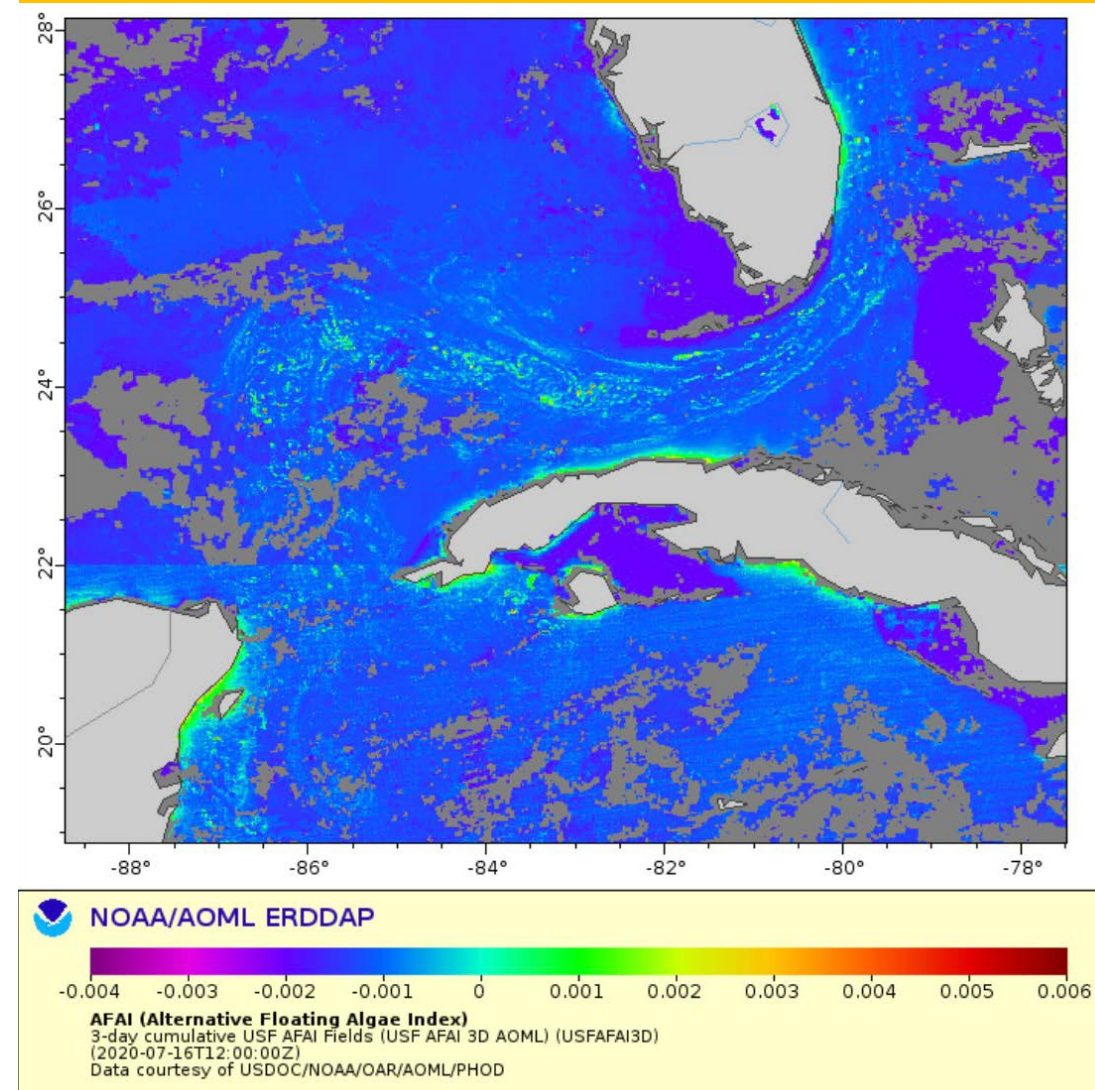 28°
26°
24°
22°
20°
-88° -86° -84° -82° -80° -78°
NOAA/AOML ERDDAP
-0.004 -0.003 -0.002 -0.001 0 0.001 0.002 0.003 0.004 0.005 0.006
AFAI (Alternative Floating Algae Index)
3-day cumulative USF AFAI Fields (USF AFAI 3D AOML) (USFAFAI3D)
(2020-07-16T12:00:00Z)
Data courtesy of USDOC/NOAA/OAR/AOML/PHOD